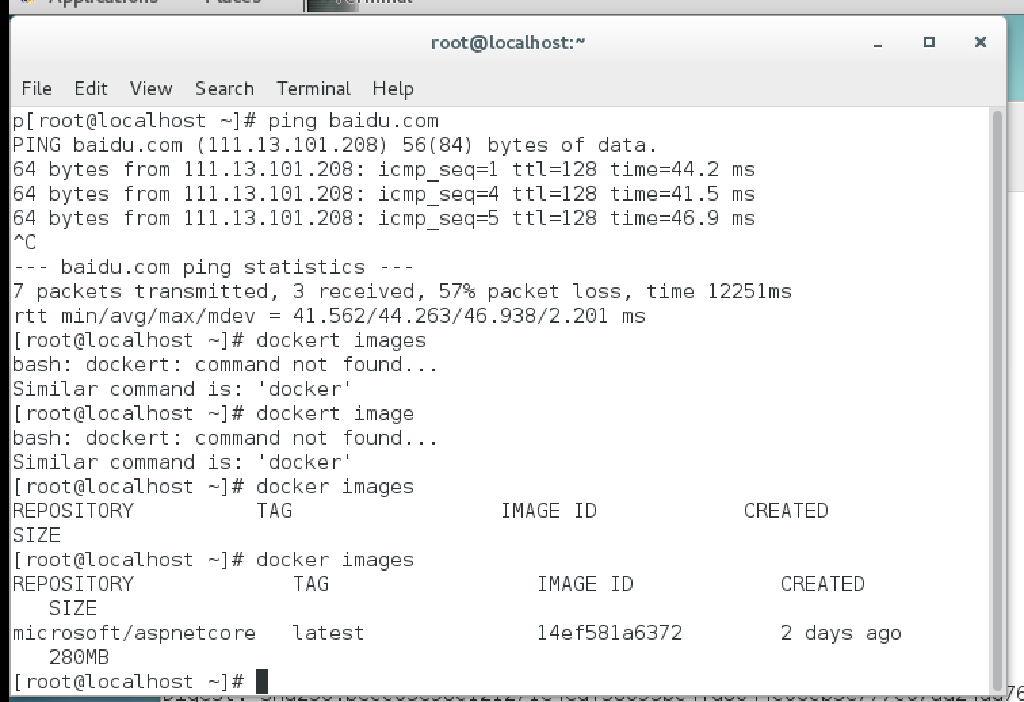 Applications Places Terminal
root@localhost:~
File Edit View Search Terminal Help
p[root@localhost ~]# ping baidu.com
PING baidu.com (111.13.101.208) 56(84) bytes of data.
64 bytes from 111.13.101.208: icmp_seq=1 ttl=128 time=44.2 ms
64 bytes from 111.13.101.208: icmp_seq=4 ttl=128 time=41.5 ms
64 bytes from 111.13.101.208: icmp_seq=5 ttl=128 time=46.9 ms
^C
--- baidu.com ping statistics ---
7 packets transmitted, 3 received, 57% packet loss, time 12251ms
rtt min/avg/max/mdev = 41.562/44.263/46.938/2.201 ms
[root@localhost ~]# dockert images
bash: dockert: command not found...
Similar command is: 'docker'
[root@localhost ~]# dockert image
bash: dockert: command not found...
Similar command is: 'docker'
[root@localhost ~]# docker images
REPOSITORY TAG IMAGE ID CREATED
SIZE
[root@localhost ~]# docker images
REPOSITORY TAG IMAGE ID CREATED
SIZE
microsoft/aspnetcore latest 14ef581a6372 2 days ago
280MB
[root@localhost ~]#